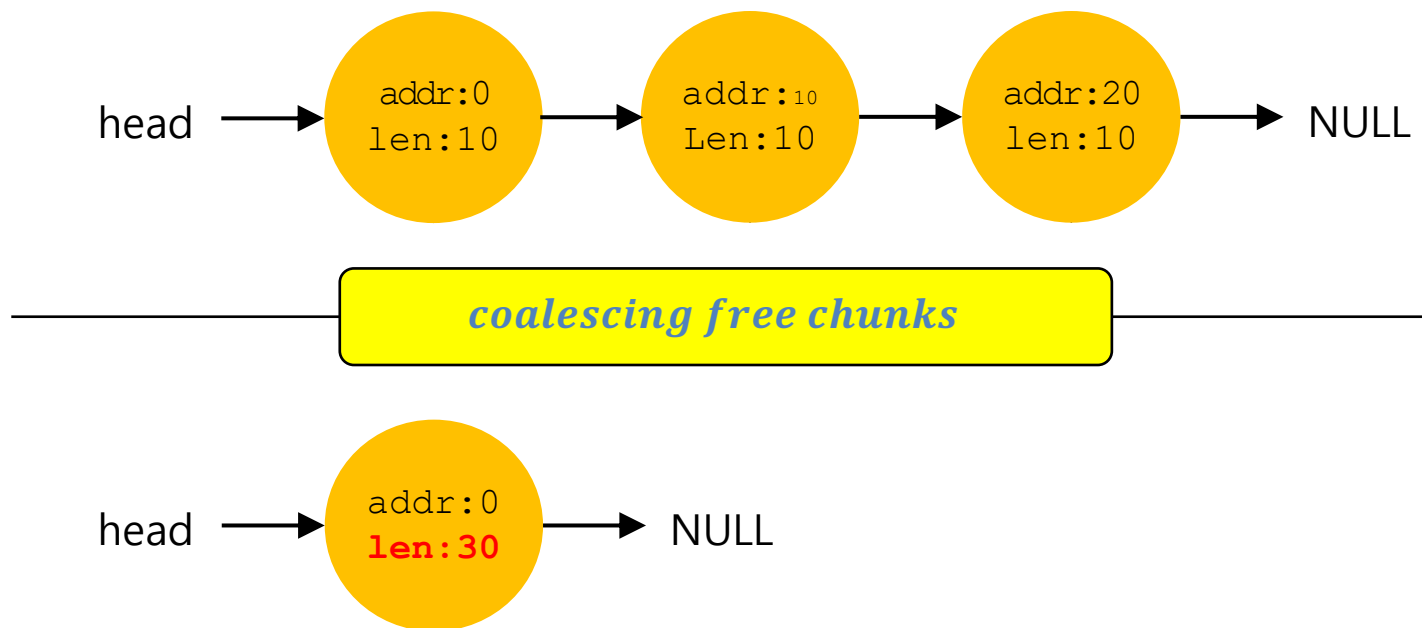 head
addr:0
len:10
addr:10
Len:10
addr:20
len:10
NULL
coalescing free chunks
head
addr:0
len:30
NULL